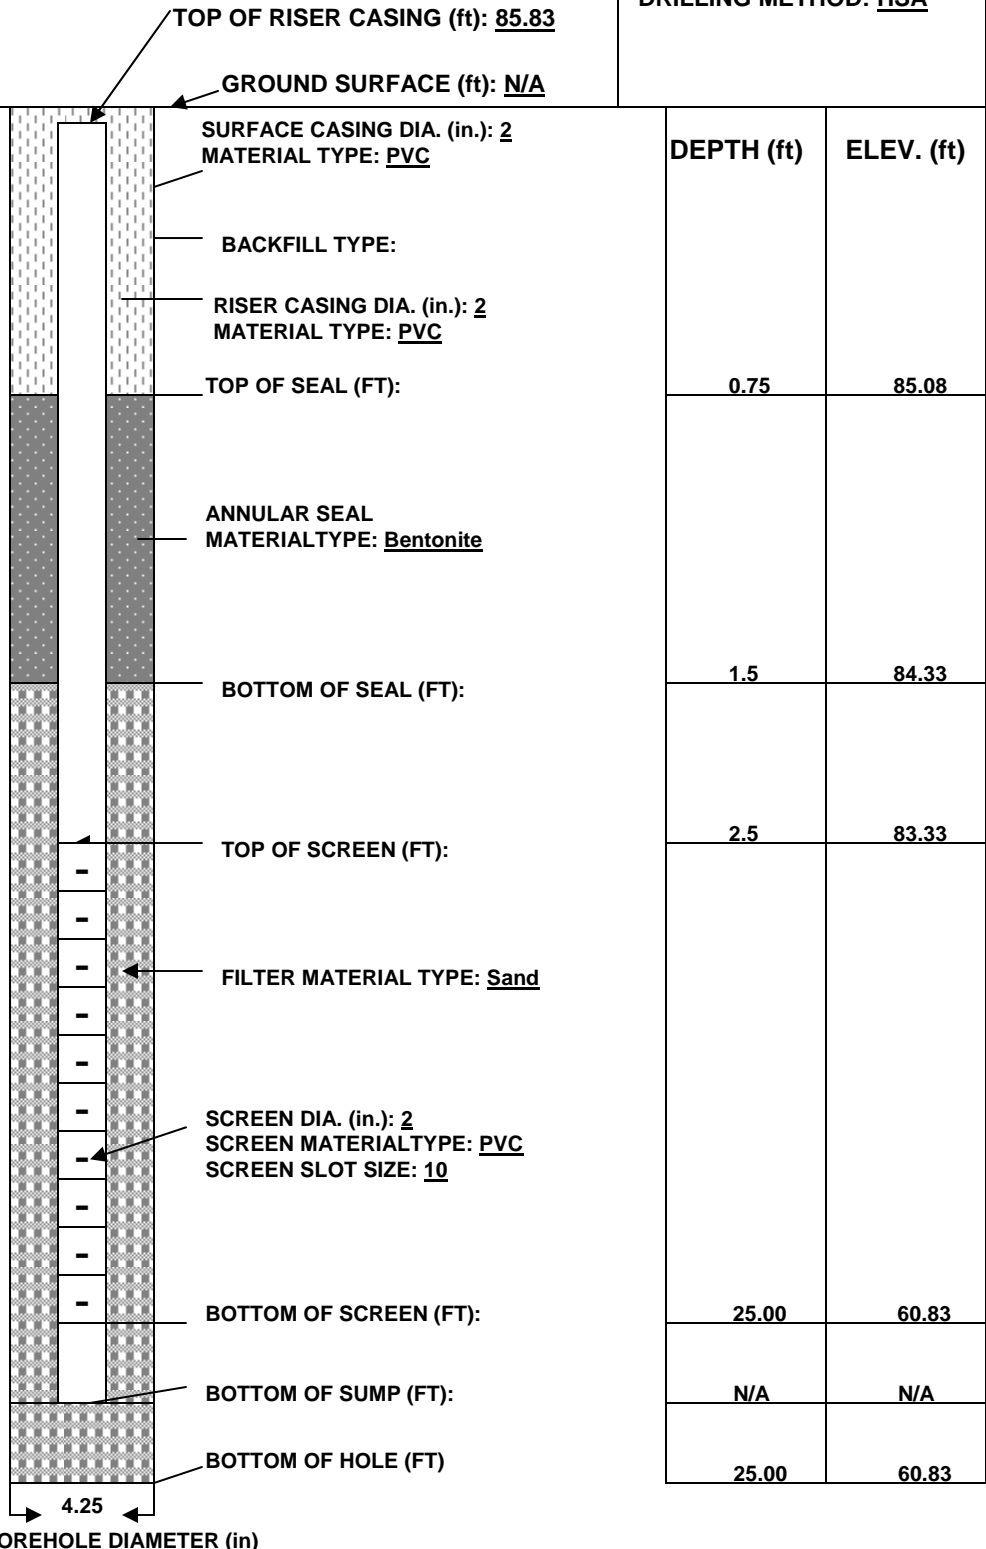 DRILLING METHOD: HSA
TOP OF RISER CASING (ft): 85.83
GROUND SURFACE (ft): N/A
SURFACE CASING DIA. (in.): 2
MATERIAL TYPE: PVC
DEPTH (ft) ELEV. (ft)
BACKFILL TYPE:
RISER CASING DIA. (in.): 2
MATERIAL TYPE: PVC
TOP OF SEAL (FT): 0.75 85.08
ANNULAR SEAL
MATERIALTYPE: Bentonite
BOTTOM OF SEAL (FT): 1.5 84.33
TOP OF SCREEN (FT): 2.5 83.33
FILTER MATERIAL TYPE: Sand
SCREEN DIA. (in.): 2
SCREEN MATERIALTYPE: PVC
SCREEN SLOT SIZE: 10
BOTTOM OF SCREEN (FT): 25.00 60.83
BOTTOM OF SUMP (FT): N/A N/A
BOTTOM OF HOLE (FT) 25.00 60.83
4.25
OREHOLE DIAMETER (in)